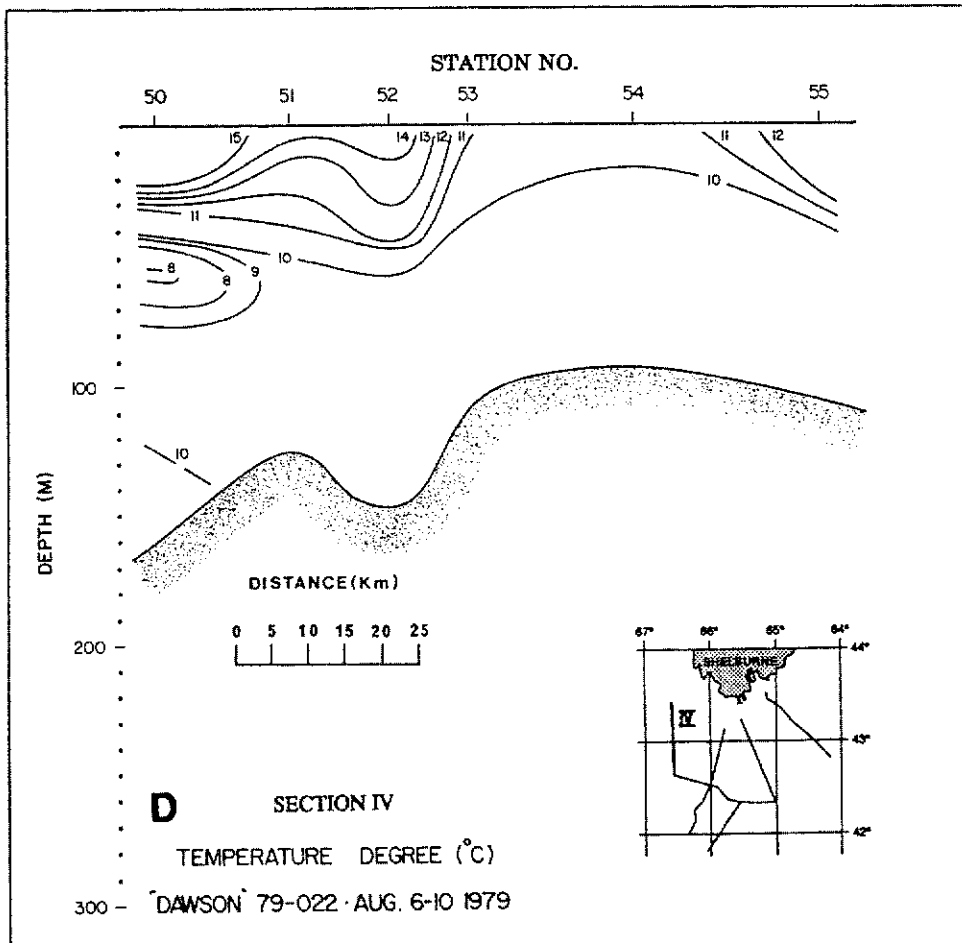 STATION NO.
50 51 52 53 54 55
15 14 13 12 11 11 12
10
11
10
9
8
8
100
10
DEPTH (M)
DISTANCE(Km)
0 5 10 15 20 25
200
67° 66° 65° 64°
44°
SHELBURNE
IV
43°
42°
D SECTION IV
TEMPERATURE DEGREE (°C)
"DAWSON" 79-022 · AUG. 6-10 1979
300